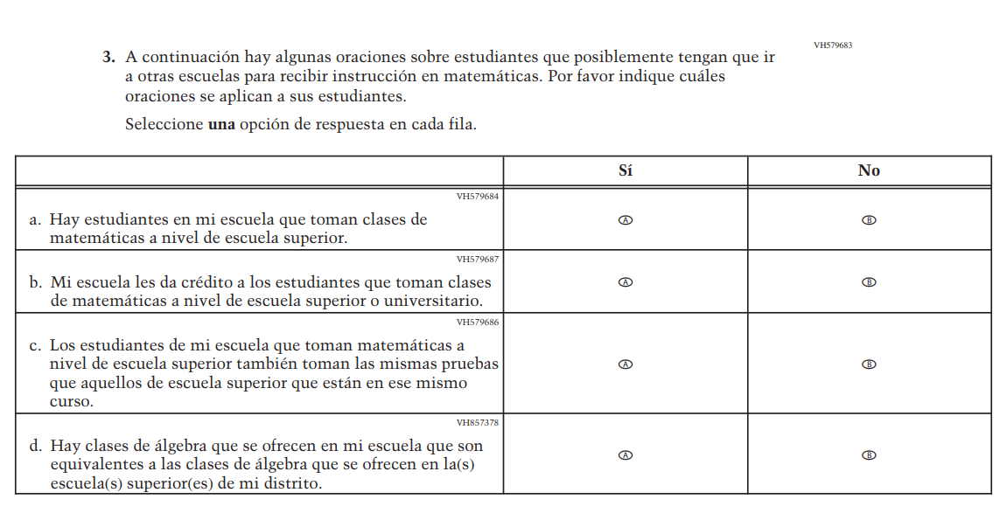 VH579683
3. A continuación hay algunas oraciones sobre estudiantes que posiblemente tengan que ir
a otras escuelas para recibir instrucción en matemáticas. Por favor indique cuáles
oraciones se aplican a sus estudiantes.
Seleccione una opción de respuesta en cada fila.
Sí No
VH579684
a. Hay estudiantes en mi escuela que toman clases de
matemáticas a nivel de escuela superior.
A B
VH579687
b. Mi escuela les da crédito a los estudiantes que toman clases
de matemáticas a nivel de escuela superior o universitario.
A B
VH579686
c. Los estudiantes de mi escuela que toman matemáticas a
nivel de escuela superior también toman las mismas pruebas
que aquellos de escuela superior que están en ese mismo
curso.
A B
VH857378
d. Hay clases de álgebra que se ofrecen en mi escuela que son
equivalentes a las clases de álgebra que se ofrecen en la(s)
escuela(s) superior(es) de mi distrito.
A B